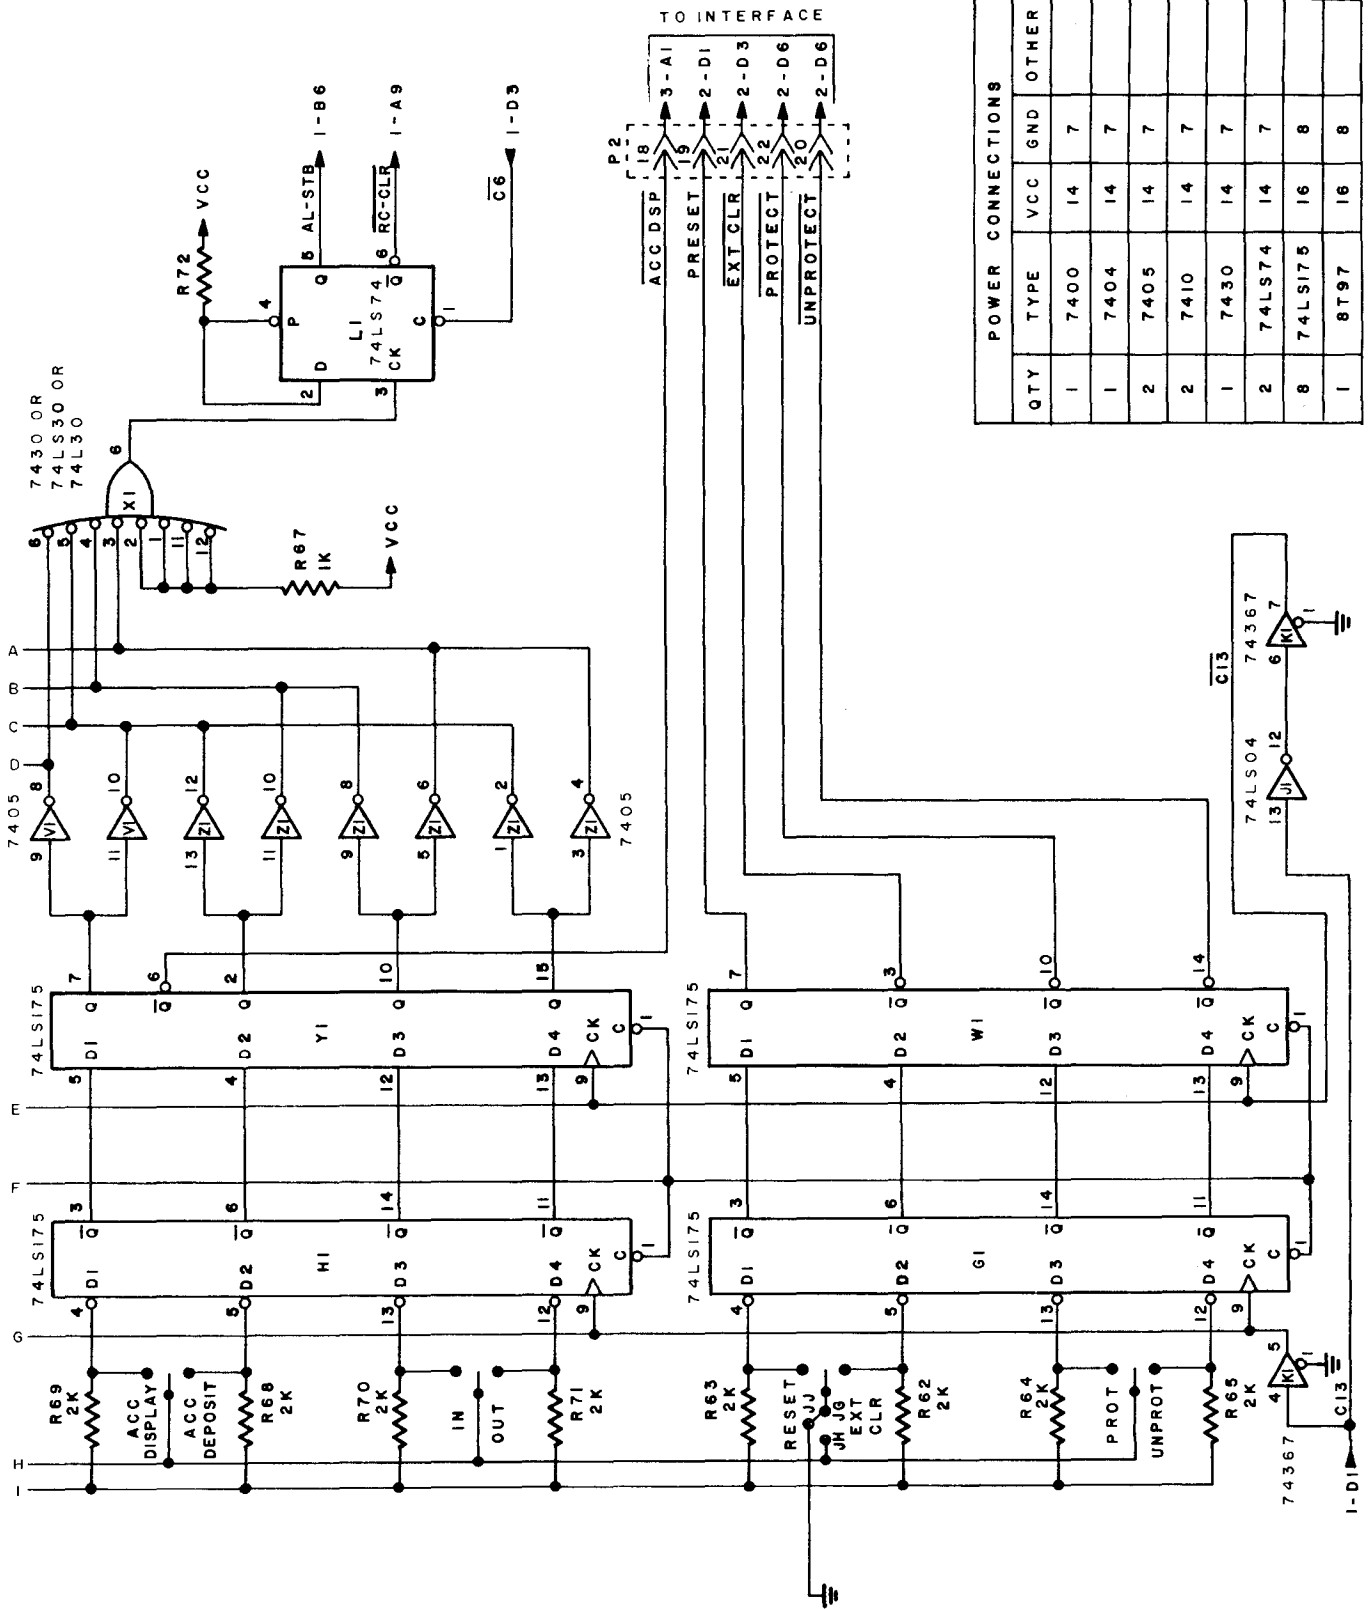 TO INTERFACE
P2
18
3-A1
19
2-D1
21
2-D3
22
2-D6
20
2-D6
ACC DSP
PRESET
EXT CLR
PROTECT
UNPROTECT
POWER CONNECTIONS
QTY TYPE VCC GND OTHER
1 7400 14 7
1 7404 14 7
2 7405 14 7
2 7410 14 7
1 7430 14 7
2 74LS74 14 7
8 74LS175 16 8
1 8T97 16 8
R72
VCC
5 AL-STB 1-B6
6 RC-CLR 1-A9
C6 1-D3
4
P
Q
Q
L1
74LS74
D
CK
C
2
3
1
7430 OR
74LS30 OR
74L30
6
X1
6
5
4
3
2
1
11
12
R67
1K
VCC
A
B
C
D
7405
9 V1 8
11 V1 10
13 Z1 12
11 Z1 10
9 Z1 8
5 Z1 6
1 Z1 2
3 Z1 4
7405
74LS175
7
6
2
10
15
Q
Q
Q
Q
Q
D1
D2
D3
D4
Y1
CK
C
5
4
12
13
9
1
74LS175
7
3
10
14
Q
Q
Q
Q
D1
D2
D3
D4
W1
CK
C
5
4
12
13
9
1
E
F
74LS175
3
6
14
11
Q
Q
Q
Q
D1
D2
D3
D4
H1
CK
C
4
5
13
12
9
1
74LS175
3
6
14
11
Q
Q
Q
Q
D1
D2
D3
D4
G1
CK
C
4
5
13
12
9
1
G
H
I
R69
2K
ACC
DISPLAY
ACC
DEPOSIT
R68
2K
R70
2K
IN
OUT
R71
2K
R63
2K
RESET
JJ
JH JG
EXT
CLR
R62
2K
R64
2K
PROT
UNPROT
R65
2K
74367
4 K1 5
1
C13
1-D1
C13
74LS04
13 J1 12
74367
6 K1 7
1